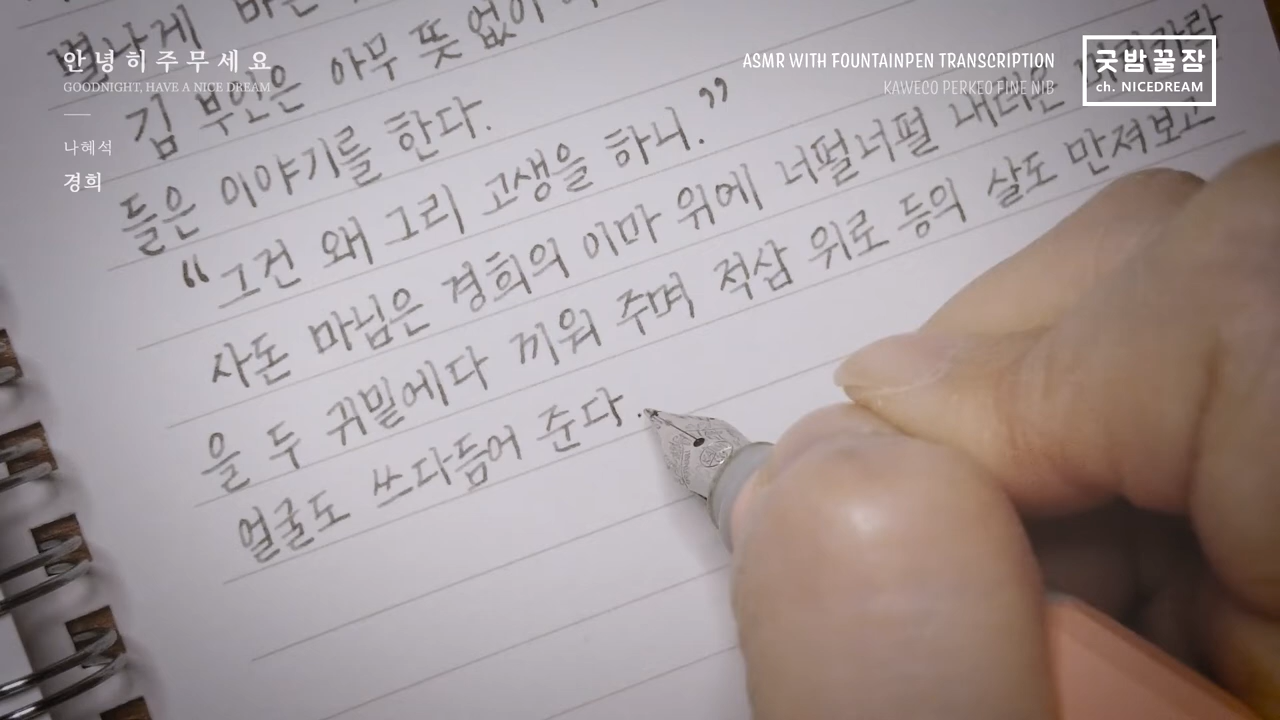 안녕히주무세요
GOODNIGHT, HAVE A NICE DREAM
나혜석
경희
ASMR WITH FOUNTAINPEN TRANSCRIPTION
KAWECO PERKEO FINE NIB
굿밤꿀잠
ch. NICEDREAM
김 부인은 아무 뜻 없이
들은 이야기를 한다.
“그건 왜 그리 고생을 하니.”
사돈 마님은 경희의 이마 위에 너펄너펄 내려온 머리카락
을 두 귀밑에다 끼워 주며 적삼 위로 등의 살도 만져보고
얼굴도 쓰다듬어 준다.